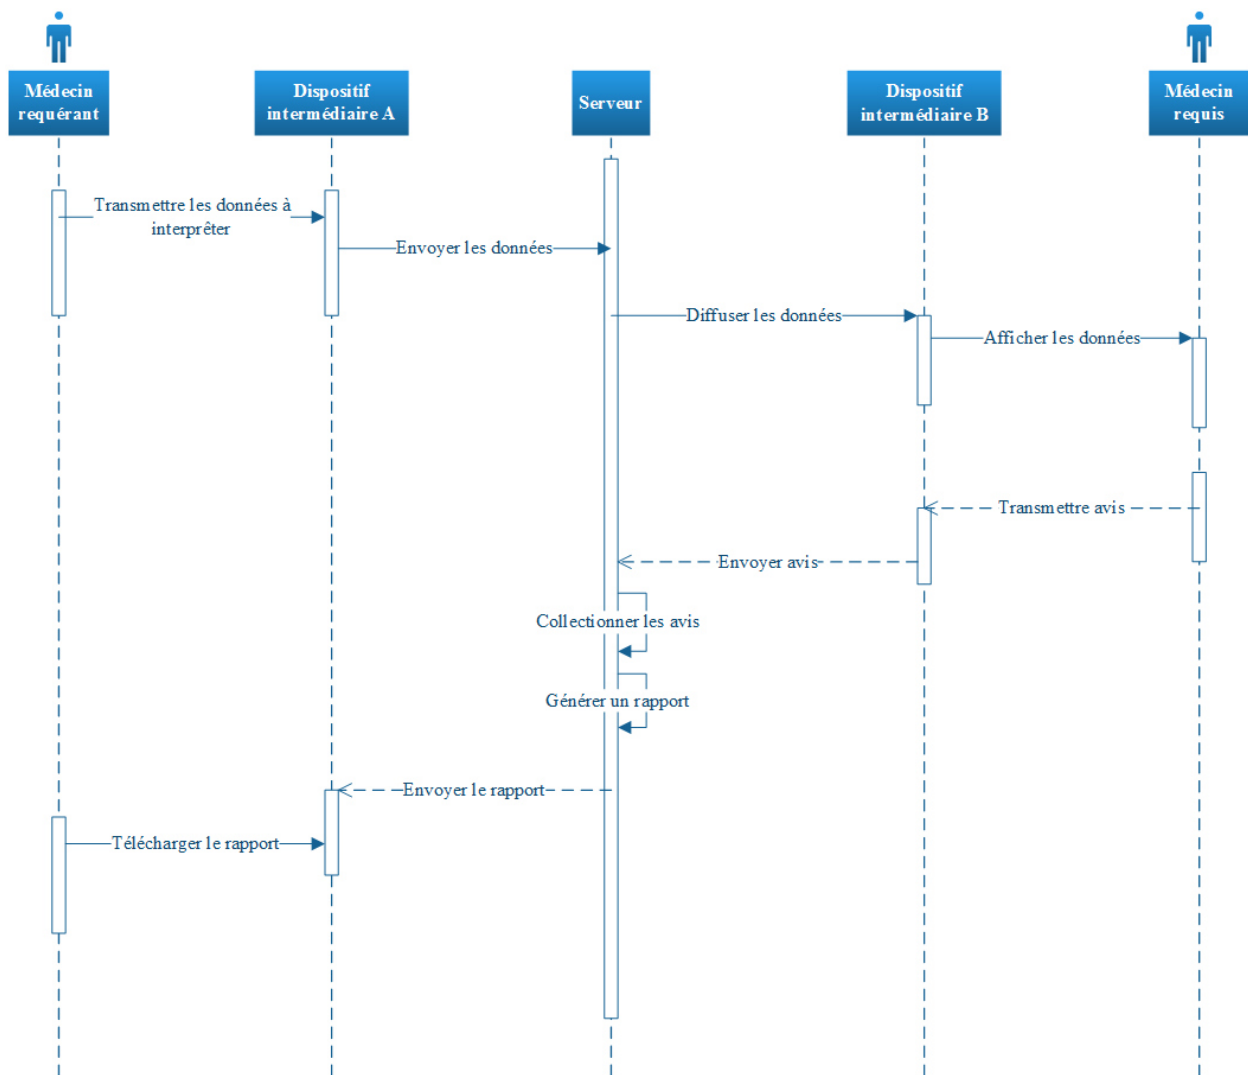 Médecin
requérant
Dispositif
intermédiaire A
Serveur
Dispositif
intermédiaire B
Médecin
requis
Transmettre les données à
interprêter
Envoyer les données
Diffuser les données
Afficher les données
Transmettre avis
Envoyer avis
Collectionner les avis
Générer un rapport
Envoyer le rapport
Télécharger le rapport